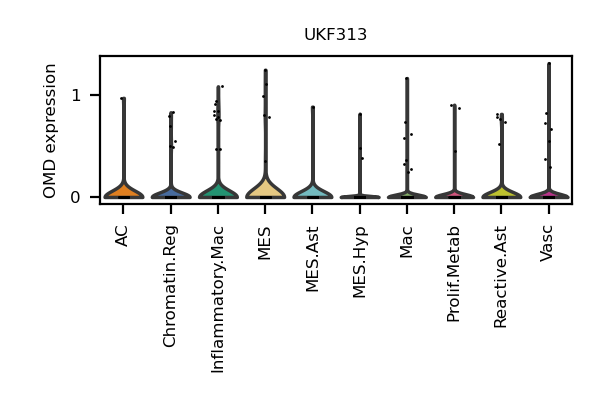 UKF313
OMD expression
1
0
AC
Chromatin.Reg
Inflammatory.Mac
MES
MES.Ast
MES.Hyp
Mac
Prolif.Metab
Reactive.Ast
Vasc